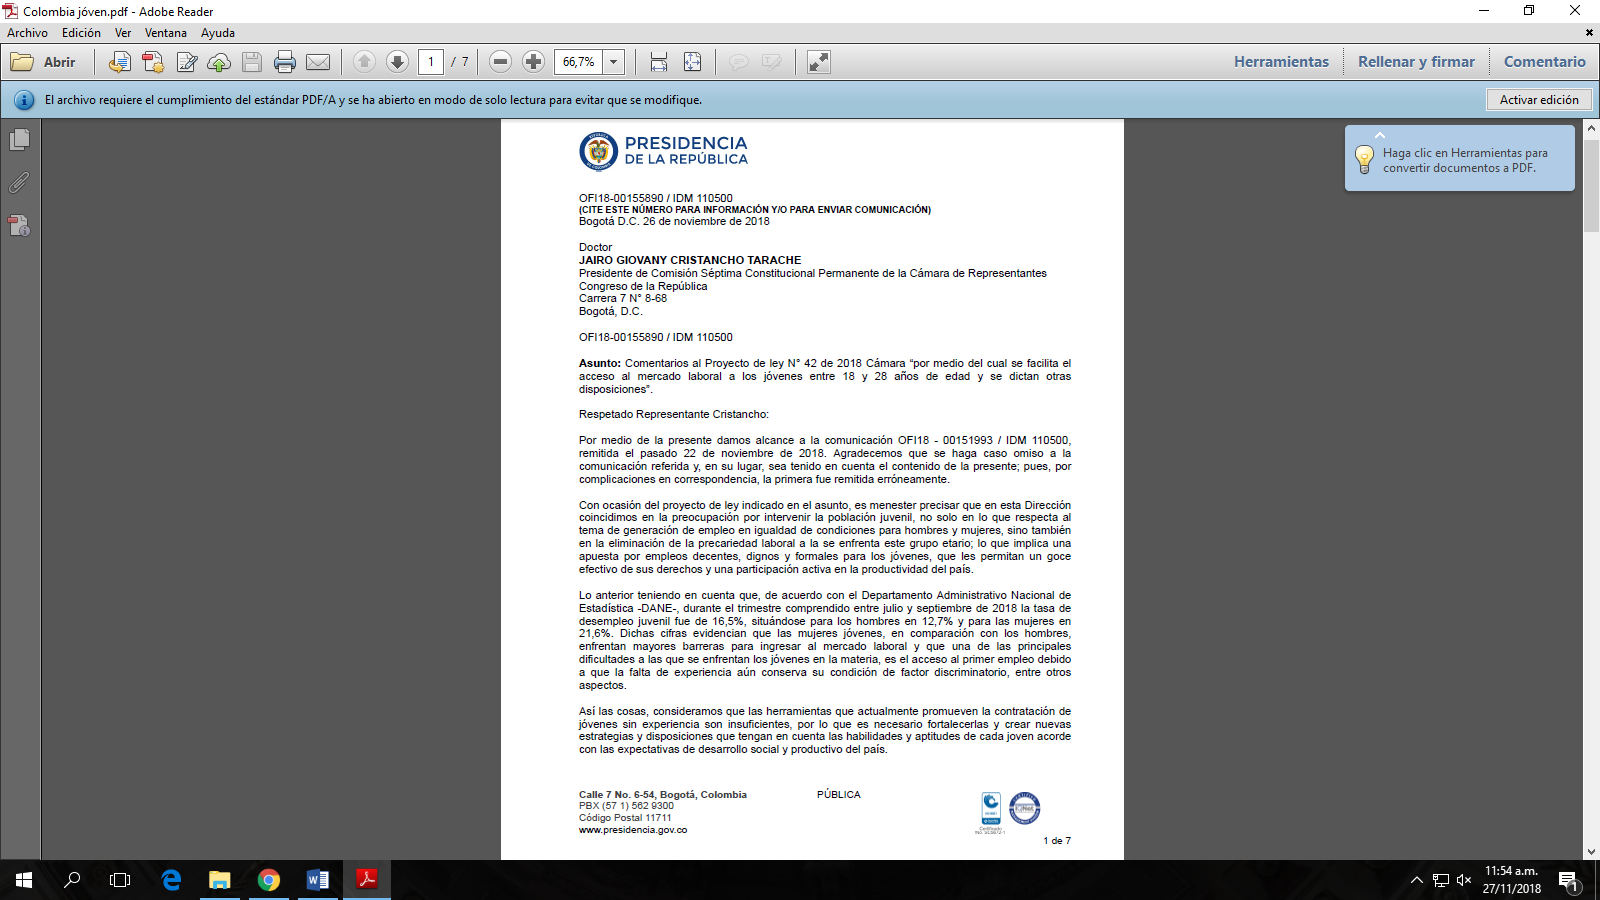 Colombia jóven.pdf - Adobe Reader
Archivo Edición Ver Ventana Ayuda
Abrir 1 / 7 66,7% Herramientas Rellenar y firmar Comentario
El archivo requiere el cumplimiento del estándar PDF/A y se ha abierto en modo de solo lectura para evitar que se modifique. Activar edición
Haga clic en Herramientas para
convertir documentos a PDF.
PRESIDENCIA
DE LA REPÚBLICA
OFI18-00155890 / IDM 110500
(CITE ESTE NÚMERO PARA INFORMACIÓN Y/O PARA ENVIAR COMUNICACIÓN)
Bogotá D.C. 26 de noviembre de 2018
Doctor
JAIRO GIOVANY CRISTANCHO TARACHE
Presidente de Comisión Séptima Constitucional Permanente de la Cámara de Representantes
Congreso de la República
Carrera 7 N° 8-68
Bogotá, D.C.
OFI18-00155890 / IDM 110500
Asunto: Comentarios al Proyecto de ley N° 42 de 2018 Cámara “por medio del cual se facilita el
acceso al mercado laboral a los jóvenes entre 18 y 28 años de edad y se dictan otras
disposiciones”.
Respetado Representante Cristancho:
Por medio de la presente damos alcance a la comunicación OFI18 - 00151993 / IDM 110500,
remitida el pasado 22 de noviembre de 2018. Agradecemos que se haga caso omiso a la
comunicación referida y, en su lugar, sea tenido en cuenta el contenido de la presente; pues, por
complicaciones en correspondencia, la primera fue remitida erróneamente.
Con ocasión del proyecto de ley indicado en el asunto, es menester precisar que en esta Dirección
coincidimos en la preocupación por intervenir la población juvenil, no solo en lo que respecta al
tema de generación de empleo en igualdad de condiciones para hombres y mujeres, sino también
en la eliminación de la precariedad laboral a la se enfrenta este grupo etario; lo que implica una
apuesta por empleos decentes, dignos y formales para los jóvenes, que les permitan un goce
efectivo de sus derechos y una participación activa en la productividad del país.
Lo anterior teniendo en cuenta que, de acuerdo con el Departamento Administrativo Nacional de
Estadística -DANE-, durante el trimestre comprendido entre julio y septiembre de 2018 la tasa de
desempleo juvenil fue de 16,5%, situándose para los hombres en 12,7% y para las mujeres en
21,6%. Dichas cifras evidencian que las mujeres jóvenes, en comparación con los hombres,
enfrentan mayores barreras para ingresar al mercado laboral y que una de las principales
dificultades a las que se enfrentan los jóvenes en la materia, es el acceso al primer empleo debido
a que la falta de experiencia aún conserva su condición de factor discriminatorio, entre otros
aspectos.
Así las cosas, consideramos que las herramientas que actualmente promueven la contratación de
jóvenes sin experiencia son insuficientes, por lo que es necesario fortalecerlas y crear nuevas
estrategias y disposiciones que tengan en cuenta las habilidades y aptitudes de cada joven acorde
con las expectativas de desarrollo social y productivo del país.
Calle 7 No. 6-54, Bogotá, Colombia PÚBLICA
PBX (57 1) 562 9300
Código Postal 11711
www.presidencia.gov.co
Certificado
1 de 7
11:54 a.m.
27/11/2018
1